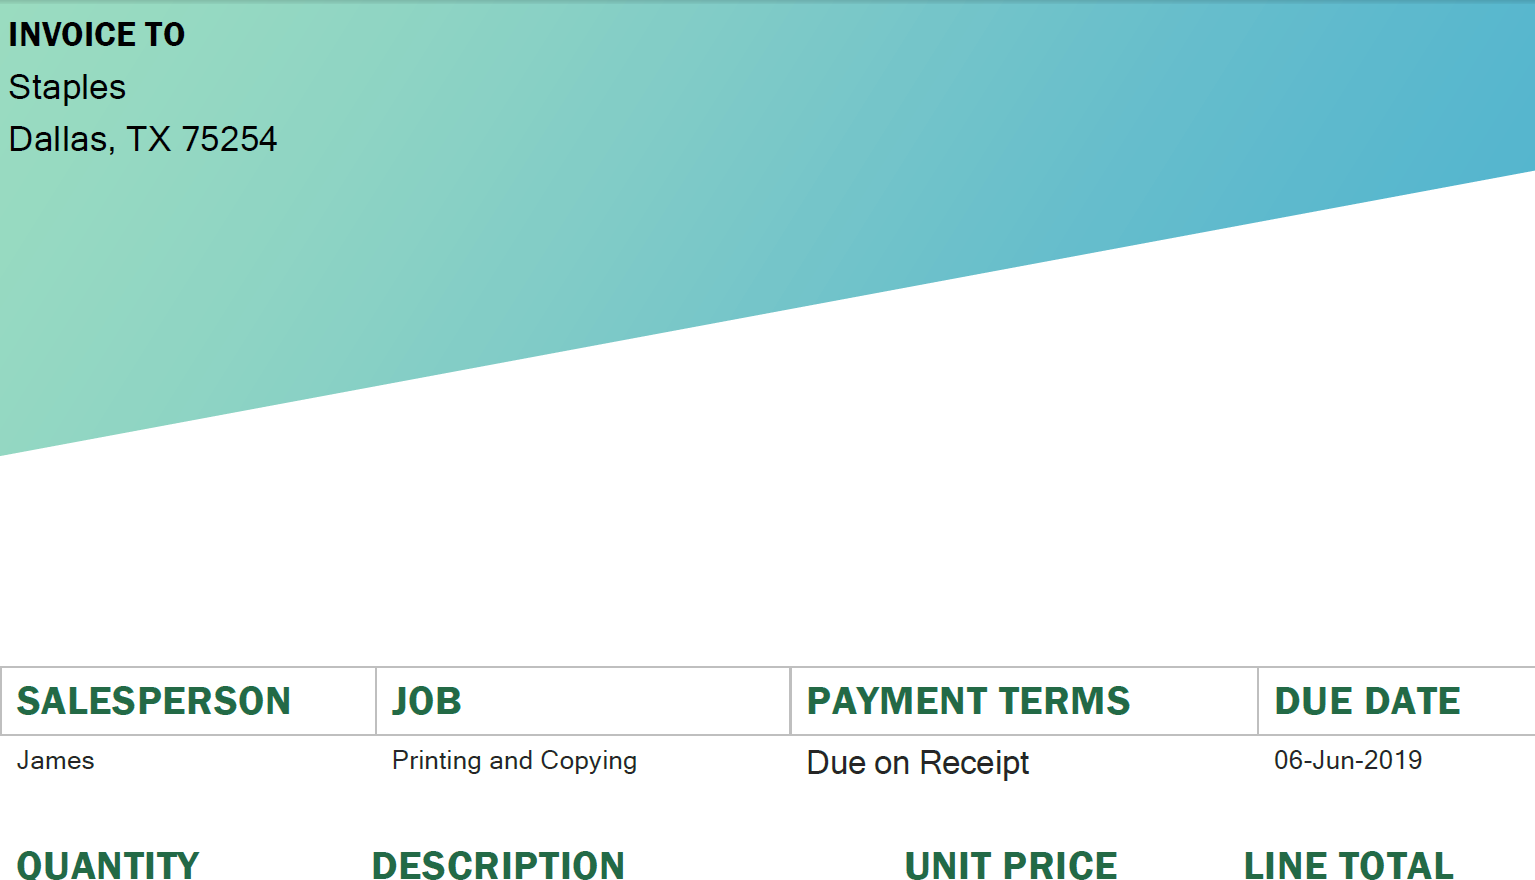 INVOICE TO
Staples
Dallas, TX 75254
SALESPERSON JOB PAYMENT TERMS DUE DATE
James Printing and Copying Due on Receipt 06-Jun-2019
QUANTITY DESCRIPTION UNIT PRICE LINE TOTAL